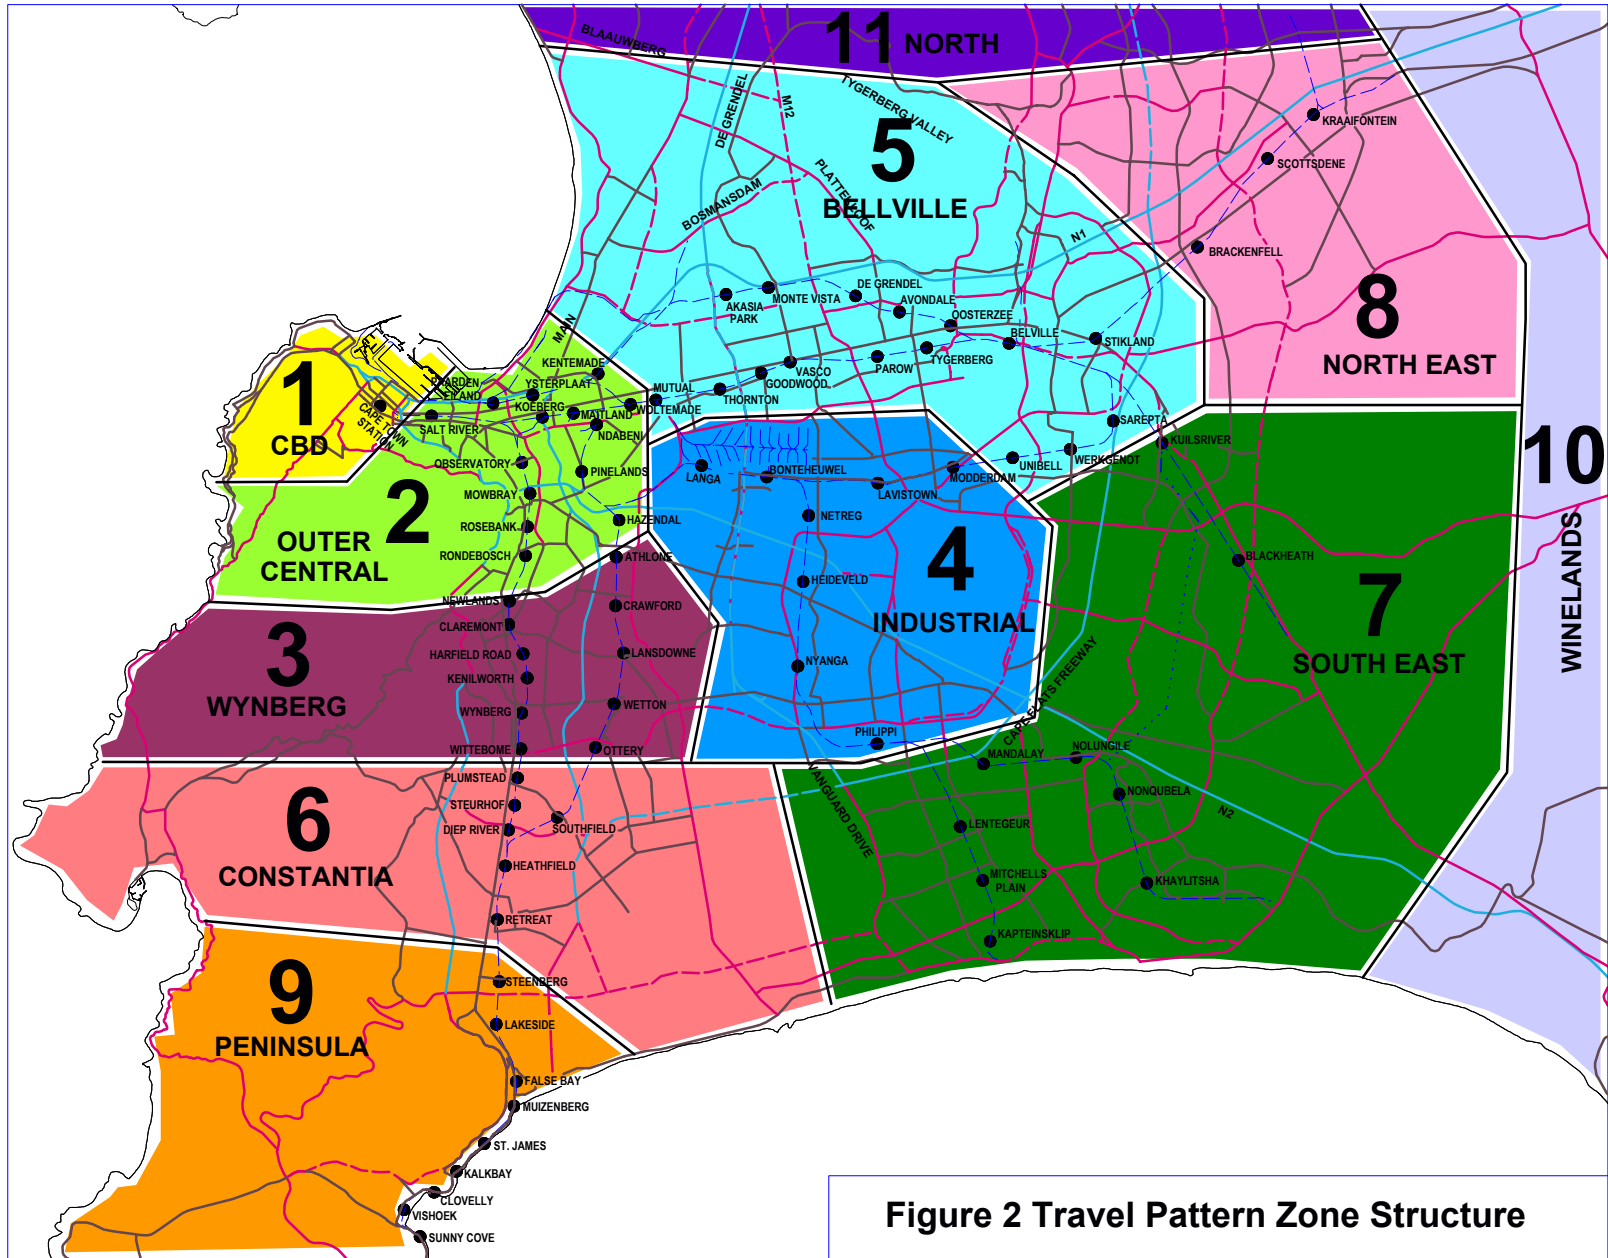 BLAAUWBERG
11 NORTH
DE GRENDEL
M12
TYGERBERG VALLEY
5
BELLVILLE
PLATTEKLOOF
BOSMANSDAM
N1
KRAAIFONTEIN
SCOTTSDENE
BRACKENFELL
8
NORTH EAST
AKASIA
PARK
MONTE VISTA
DE GRENDEL
AVONDALE
OOSTERZEE
BELVILLE
STIKLAND
TYGERBERG
PAROW
VASCO
GOODWOOD
THORNTON
MUTUAL
WOLTEMADE
MAIN
KENTEMADE
YSTERPLAAT
PAARDEN
EILAND
KOEBERG
MAITLAND
NDABENI
SALT RIVER
CAPE TOWN
STATION
1
CBD
OBSERVATORY
PINELANDS
MOWBRAY
2
OUTER
CENTRAL
ROSEBANK
HAZENDAL
RONDEBOSCH
ATHLONE
LANGA
BONTEHEUWEL
LAVISTOWN
MODDERDAM
UNIBELL
WERKGENDT
SAREPTA
KUILSRIVER
10
WINELANDS
NETREG
HEIDEVELD
4
INDUSTRIAL
NYANGA
BLACKHEATH
7
SOUTH EAST
NEWLANDS
CLAREMONT
CRAWFORD
3
WYNBERG
HARFIELD ROAD
LANSDOWNE
KENILWORTH
WYNBERG
WETTON
WITTEBOME
OTTERY
PHILIPPI
CAPE FLATS FREEWAY
MANDALAY
NOLUNGILE
NONQUBELA
N2
VANGUARD DRIVE
LENTEGEUR
MITCHELLS
PLAIN
KHAYLITSHA
KAPTEINSKLIP
PLUMSTEAD
STEURHOF
6
CONSTANTIA
DIEP RIVER
SOUTHFIELD
HEATHFIELD
RETREAT
9
PENINSULA
STEENBERG
LAKESIDE
FALSE BAY
MUIZENBERG
ST. JAMES
KALKBAY
CLOVELLY
VISHOEK
SUNNY COVE
Figure 2 Travel Pattern Zone Structure